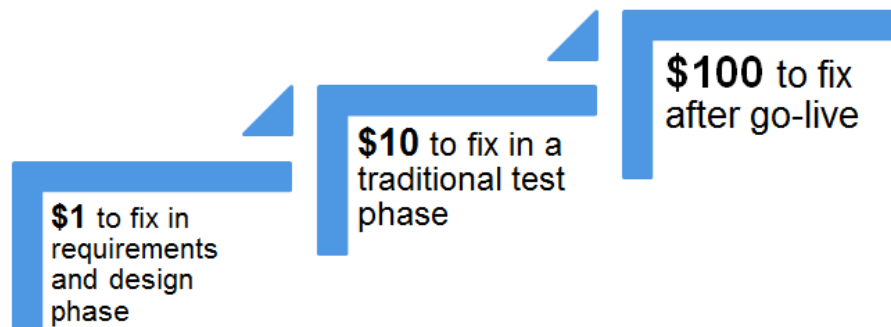 $1 to fix in
requirements
and design
phase
$10 to fix in a
traditional test
phase
$100 to fix
after go-live